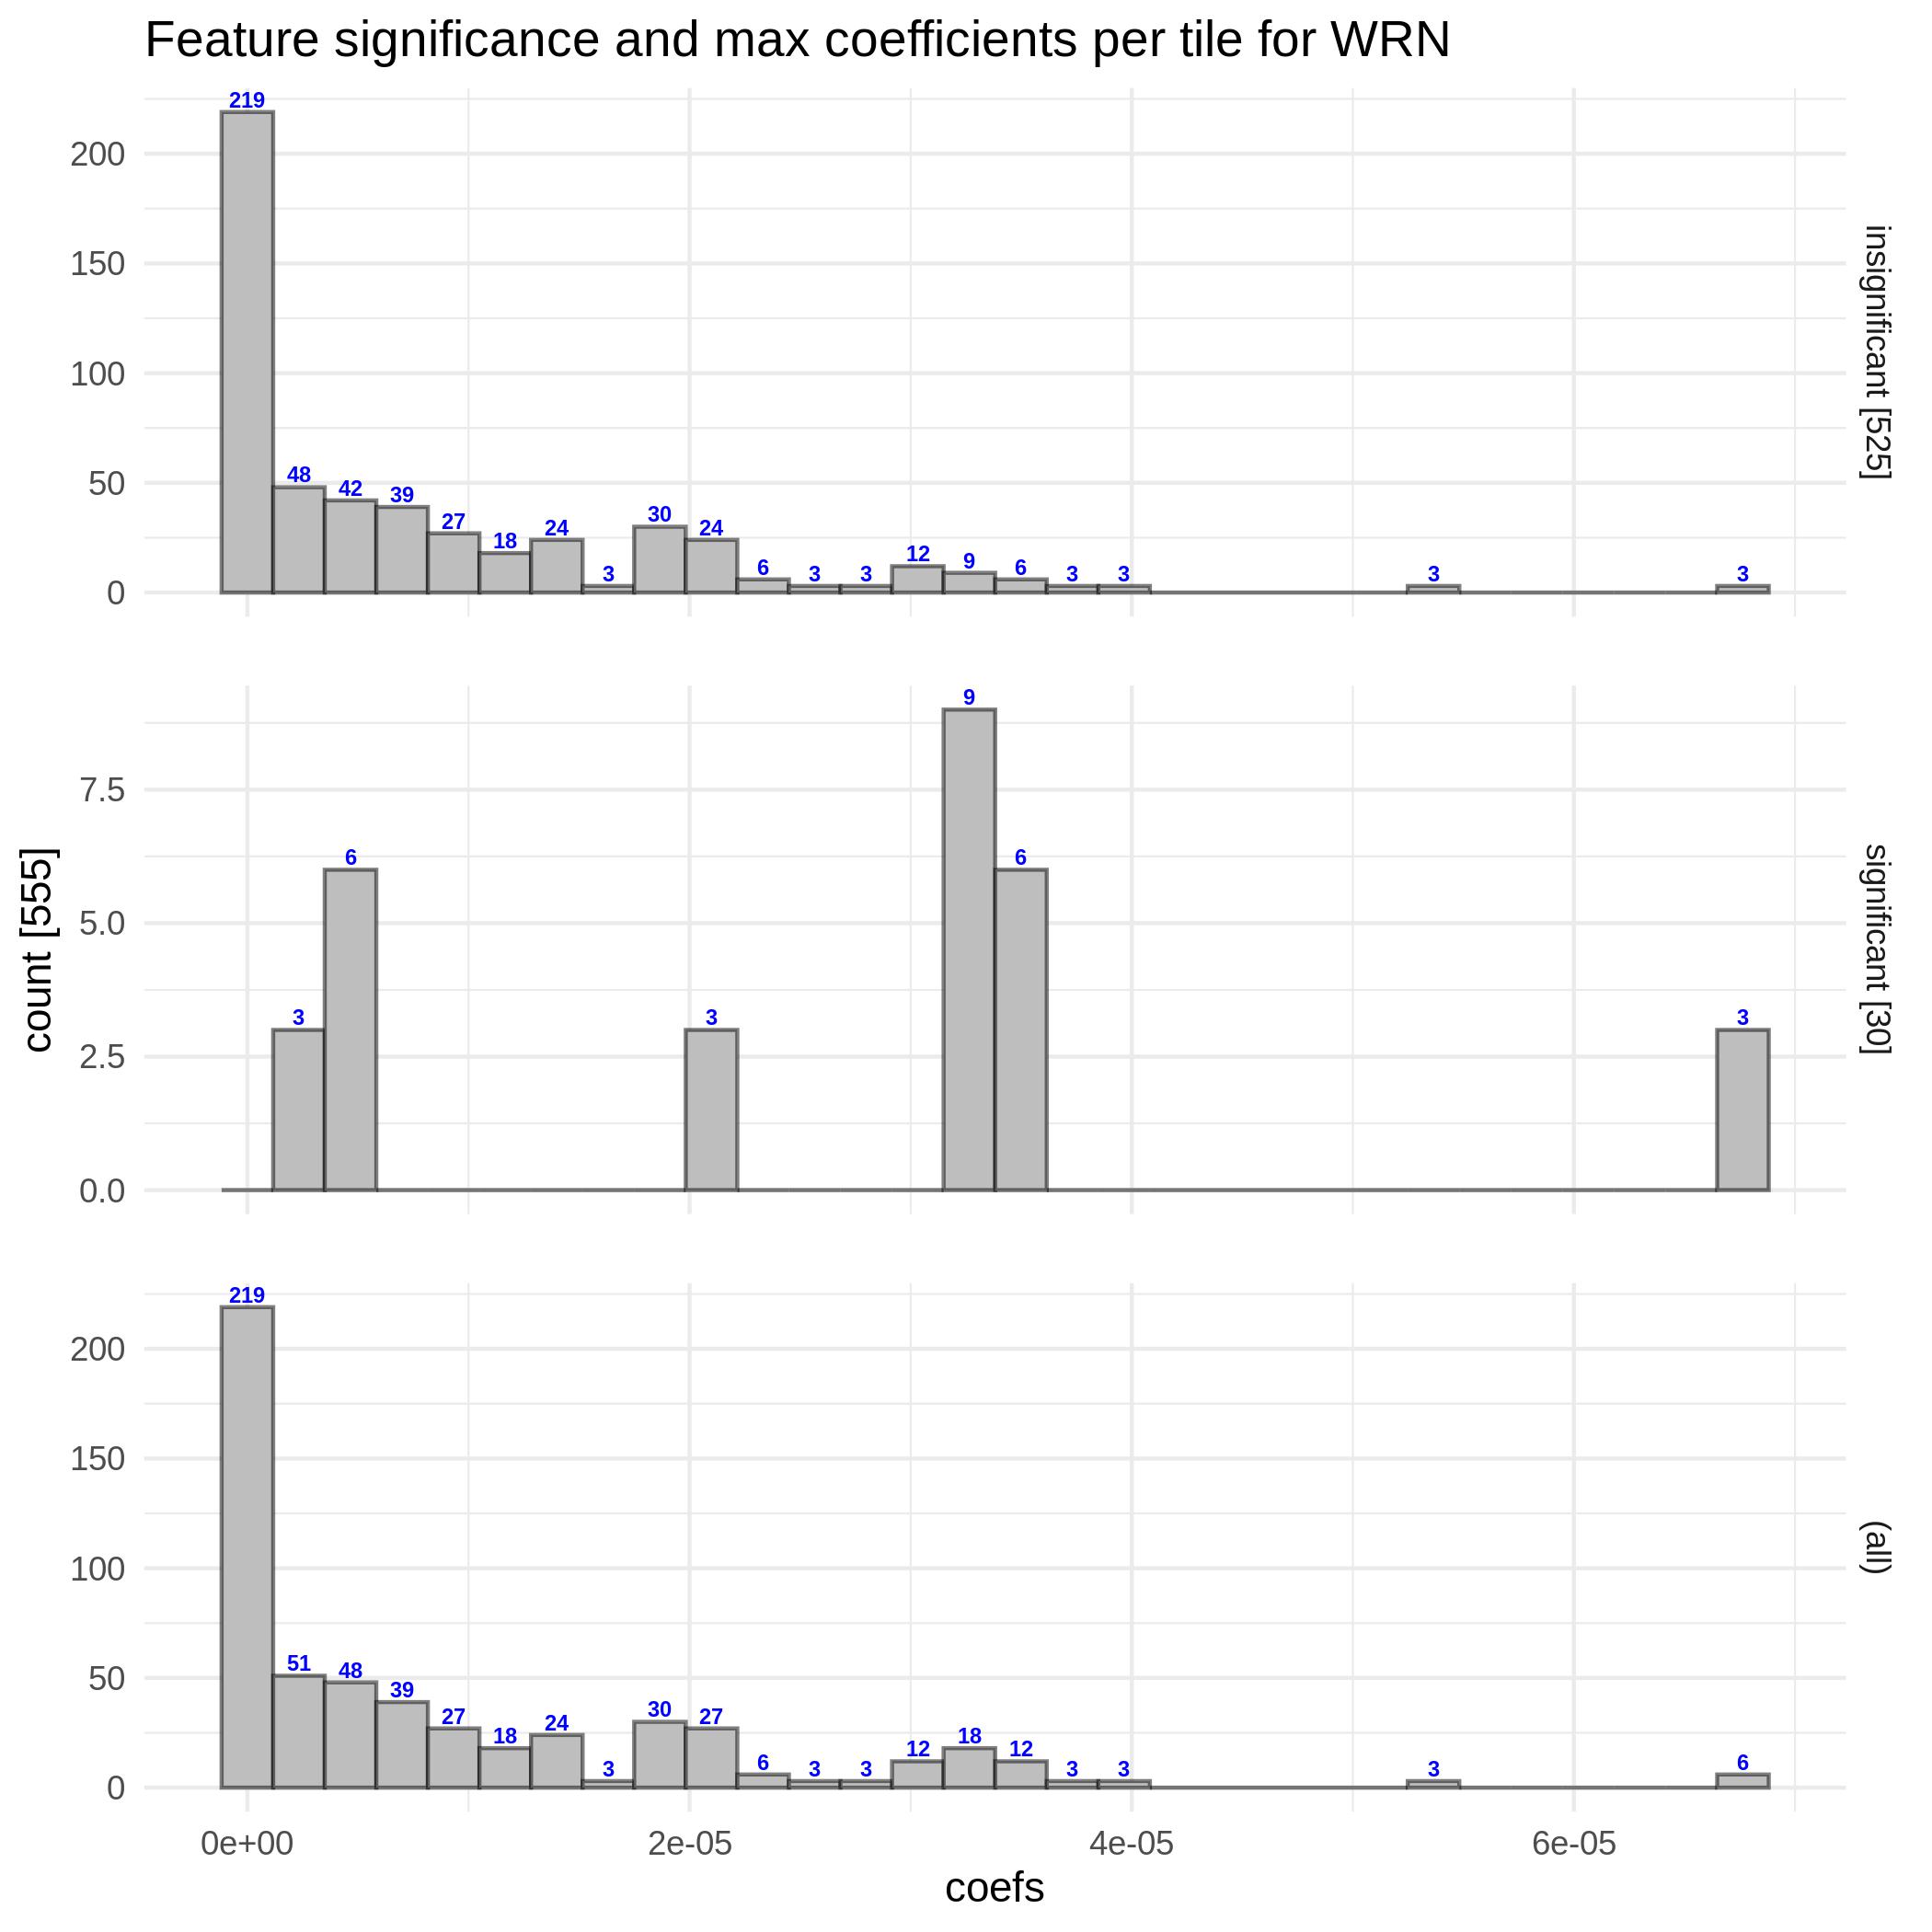 Feature significance and max coefficients per tile for WRN
219
200
150
100
50
0
48 42 39 27 18 24 3 30 24 6 3 3 12 9 6 3 3 3 3
insignificant [525]
count [555]
7.5
5.0
2.5
0.0
3 6 3 9 6 3
significant [30]
219
200
150
100
50
0
51 48 39 27 18 24 3 30 27 6 3 3 12 18 12 3 3 3 6
(all)
0e+00 2e-05 4e-05 6e-05
coefs